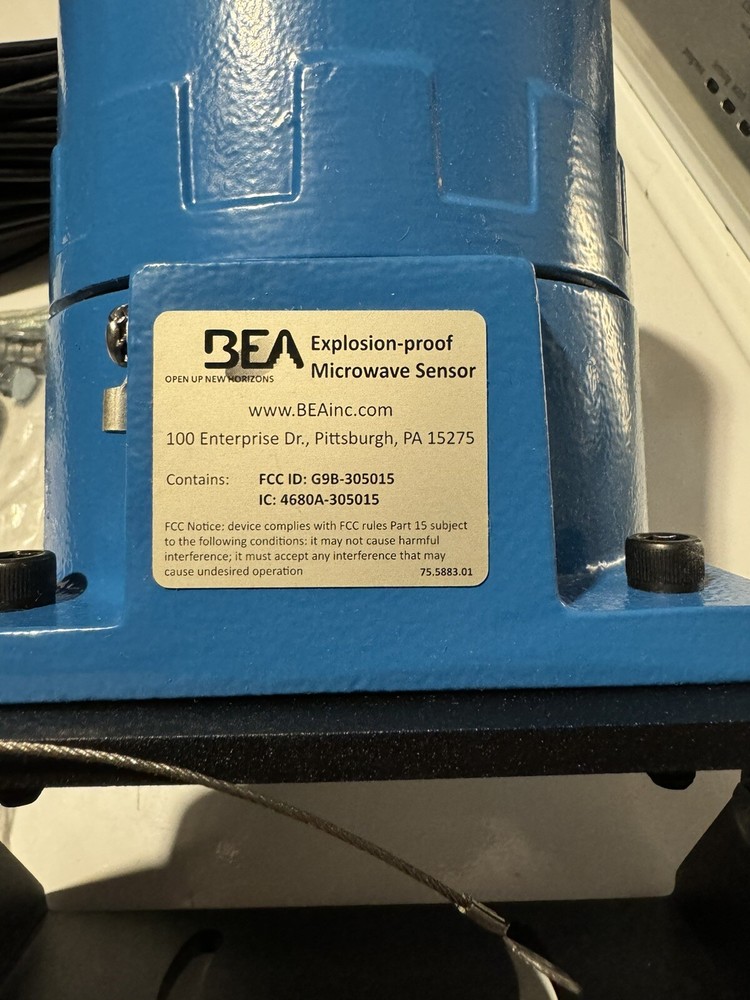 BEA Explosion-proof
OPEN UP NEW HORIZONS Microwave Sensor
www.BEAinc.com
100 Enterprise Dr., Pittsburgh, PA 15275
Contains: FCC ID: G9B-305015
IC: 4680A-305015
FCC Notice: device complies with FCC rules Part 15 subject
to the following conditions: it may not cause harmful
interference; it must accept any interference that may
cause undesired operation 75.5883.01